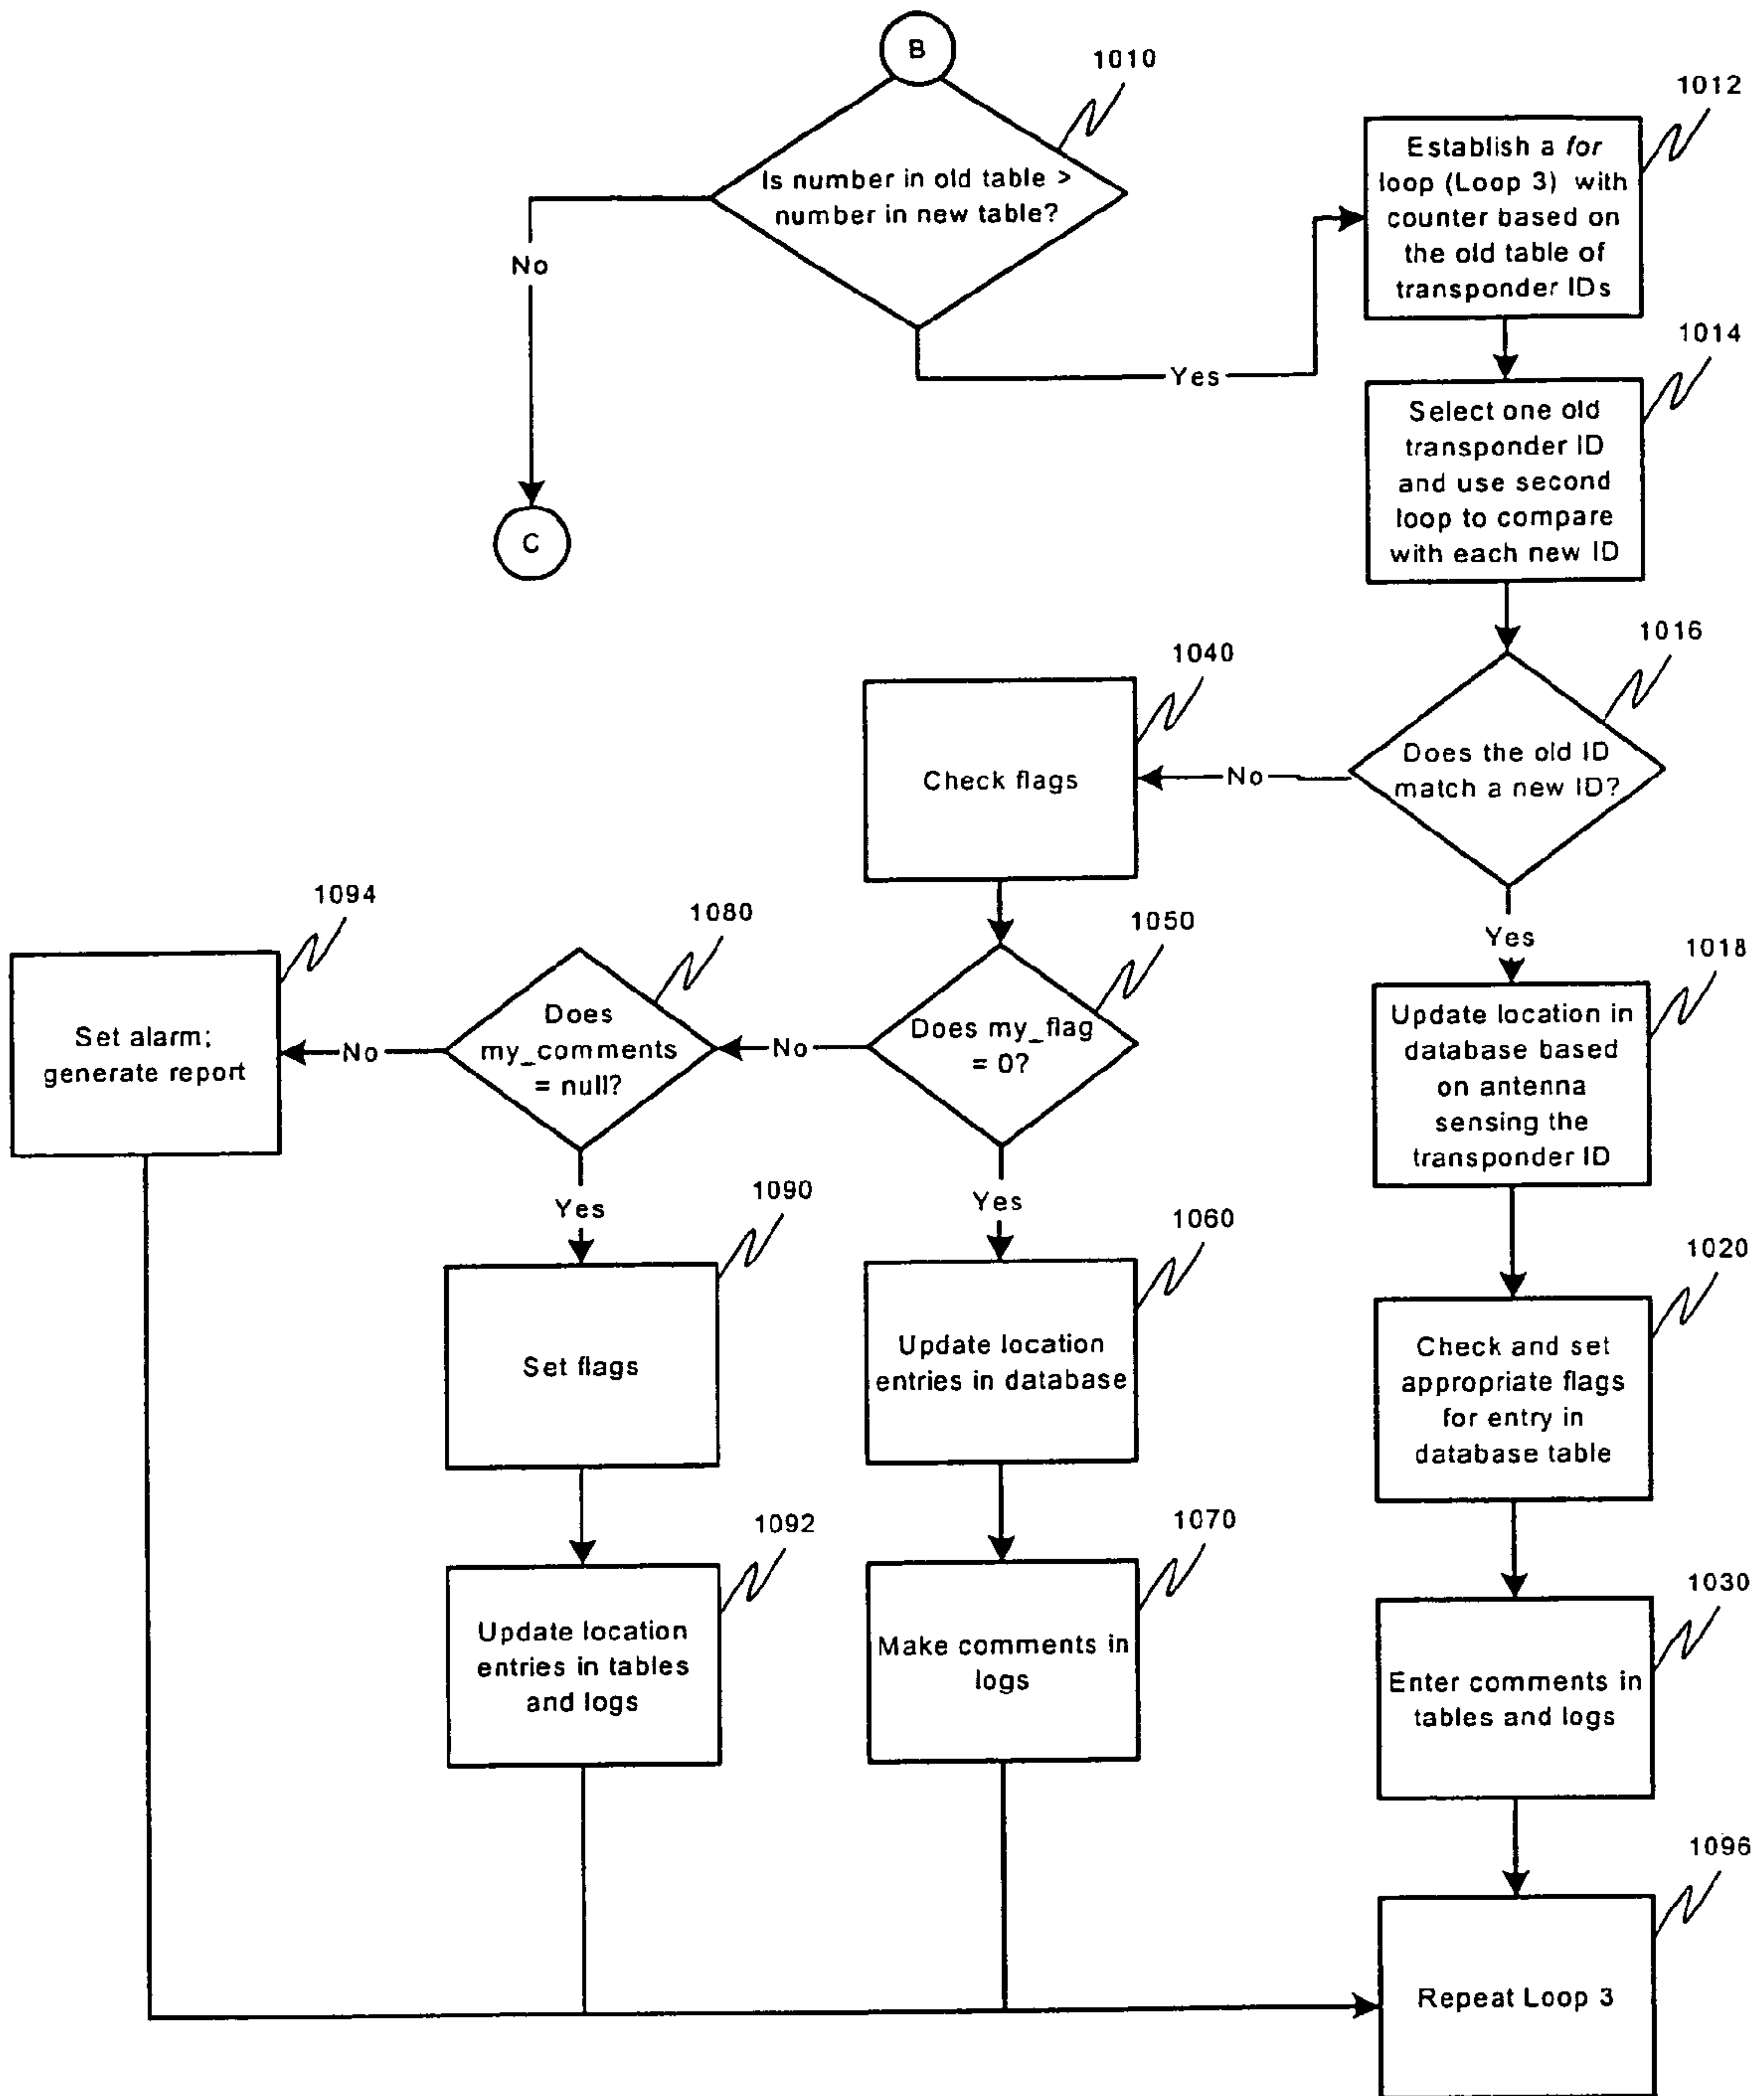 B
1010
Is number in old table >
number in new table?
No
Yes
C
1012
Establish a for
loop (Loop 3) with
counter based on
the old table of
transponder IDs
1014
Select one old
transponder ID
and use second
loop to compare
with each new ID
1016
Does the old ID
match a new ID?
No
Yes
1040
Check flags
1050
Does my_flag
= 0?
No
Yes
1080
Does
my_comments
= null?
No
Yes
1094
Set alarm;
generate report
1090
Set flags
1092
Update location
entries in tables
and logs
1060
Update location
entries in database
1070
Make comments in
logs
1018
Update location in
database based
on antenna
sensing the
transponder ID
1020
Check and set
appropriate flags
for entry in
database table
1030
Enter comments in
tables and logs
1096
Repeat Loop 3